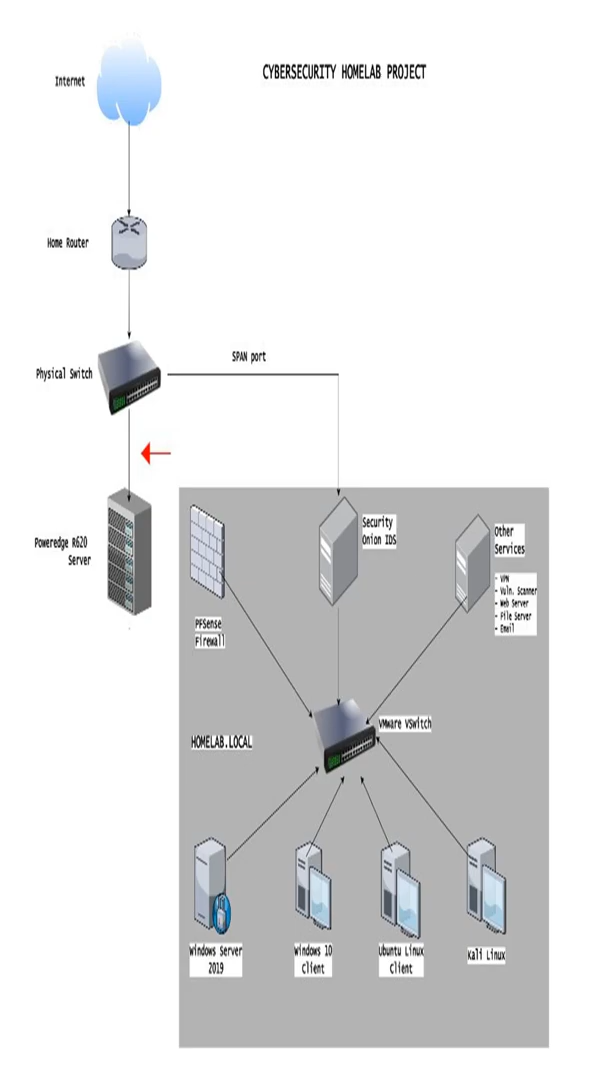 CYBERSECURITY HOMELAB PROJECT
Internet
Home Router
Physical Switch
SPAN port
Poweredge R620
Server
Security
Onion IDS
Other
Services
- VPN
- Vuln. Scanner
- Web Server
- File Server
- Email
PFSense
Firewall
VMware VSwitch
HOMELAB.LOCAL
Windows Server
2019
Windows 10
Client
Ubuntu Linux
Client
Kali Linux